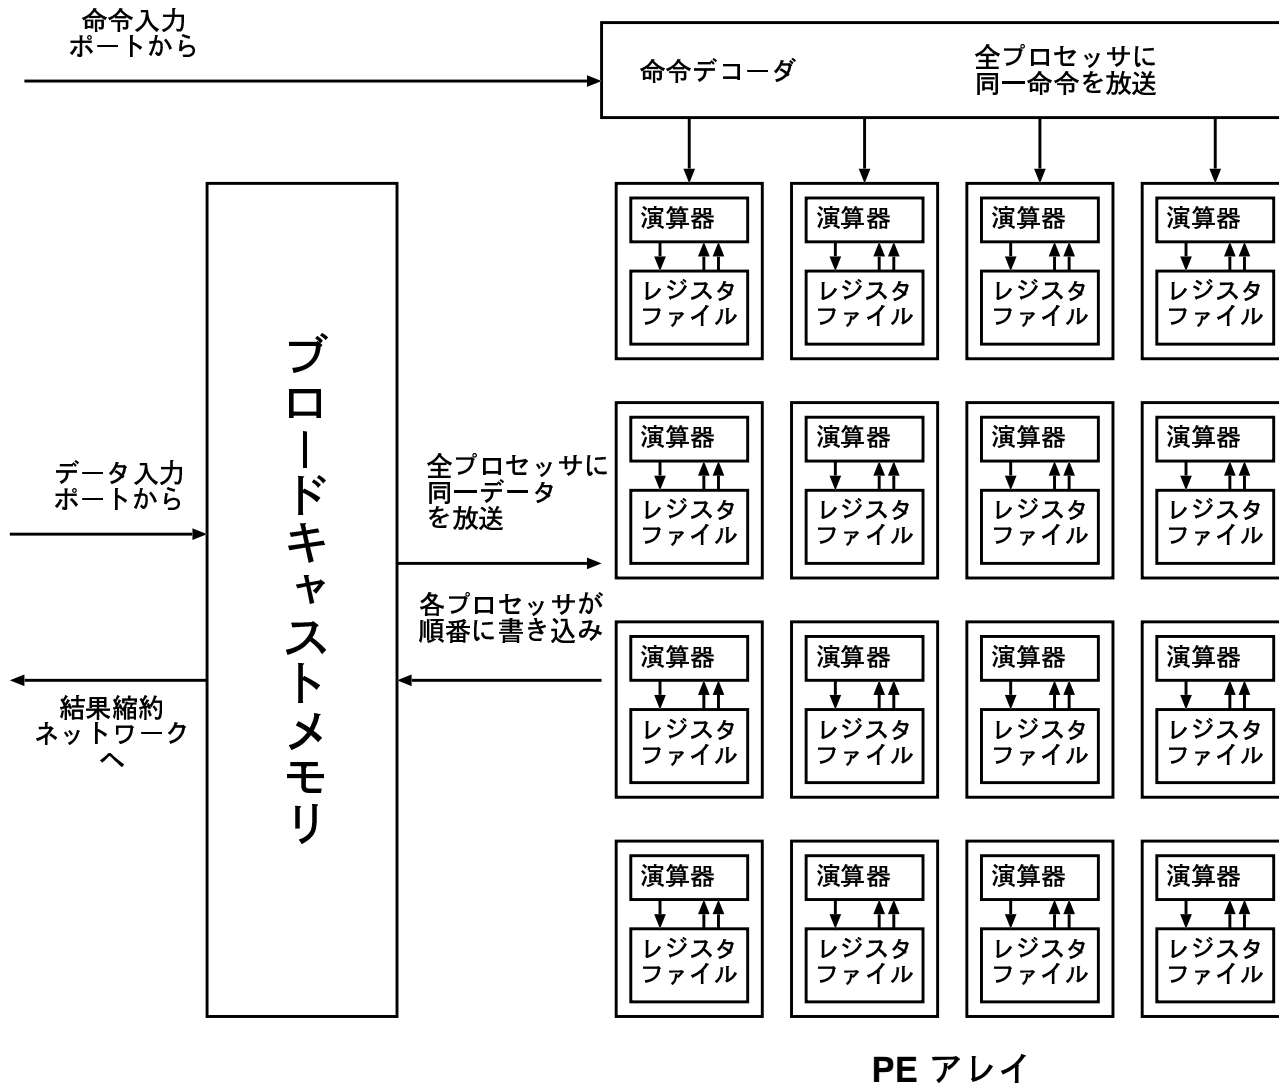 命令入力
ポートから
命令デコーダ
全プロセッサに
同一命令を放送
演算器
レジスタ
ファイル
演算器
レジスタ
ファイル
演算器
レジスタ
ファイル
演算器
レジスタ
ファイル
ブロードキャストメモリ
データ入力
ポートから
全プロセッサに
同一データ
を放送
各プロセッサが
順番に書き込み
結果縮約
ネットワーク
へ
演算器
レジスタ
ファイル
演算器
レジスタ
ファイル
演算器
レジスタ
ファイル
演算器
レジスタ
ファイル
演算器
レジスタ
ファイル
演算器
レジスタ
ファイル
演算器
レジスタ
ファイル
演算器
レジスタ
ファイル
演算器
レジスタ
ファイル
演算器
レジスタ
ファイル
演算器
レジスタ
ファイル
演算器
レジスタ
ファイル
PE アレイ